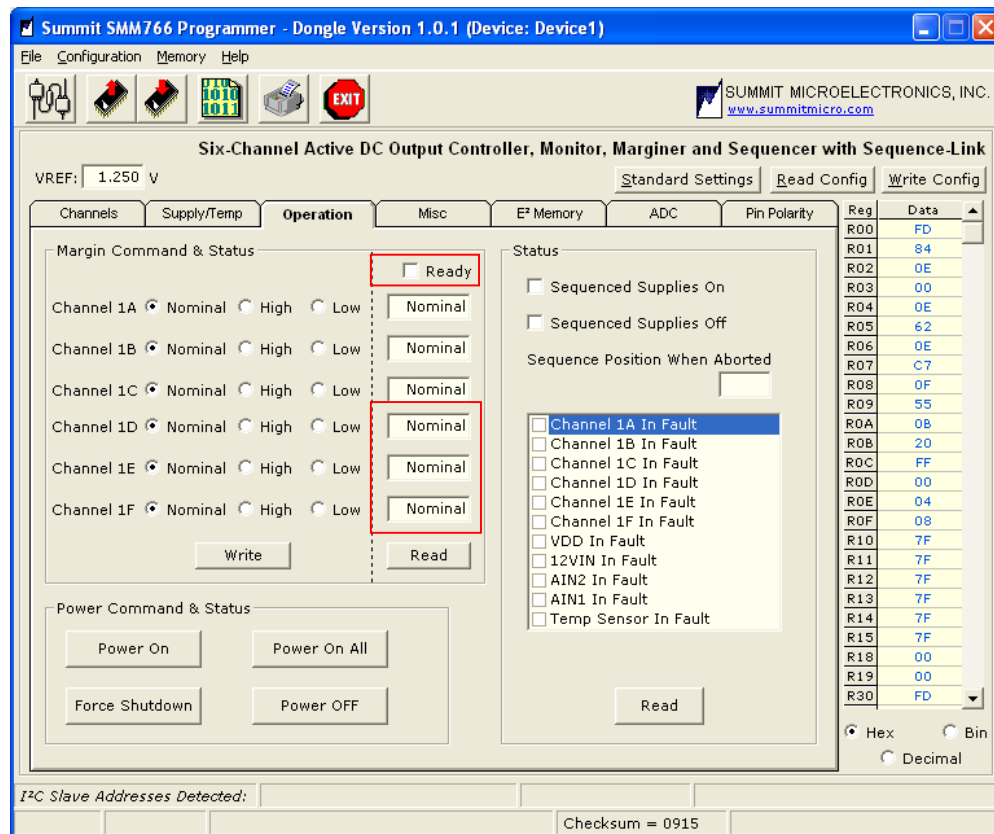 Summit SMM766 Programmer - Dongle Version 1.0.1 (Device: Device1)
File Configuration Memory Help
1010
1011
EXIT
SUMMIT MICROELECTRONICS, INC.
www.summitmicro.com
Six-Channel Active DC Output Controller, Monitor, Marginer and Sequencer with Sequence-Link
VREF: 1.250 V
Standard Settings Read Config Write Config
Channels Supply/Temp Operation Misc E² Memory ADC Pin Polarity
Margin Command & Status
Ready
Channel 1A Nominal High Low Nominal
Channel 1B Nominal High Low Nominal
Channel 1C Nominal High Low Nominal
Channel 1D Nominal High Low Nominal
Channel 1E Nominal High Low Nominal
Channel 1F Nominal High Low Nominal
Write Read
Power Command & Status
Power On Power On All
Force Shutdown Power OFF
Status
Sequenced Supplies On
Sequenced Supplies Off
Sequence Position When Aborted
Channel 1A In Fault
Channel 1B In Fault
Channel 1C In Fault
Channel 1D In Fault
Channel 1E In Fault
Channel 1F In Fault
VDD In Fault
12VIN In Fault
AIN2 In Fault
AIN1 In Fault
Temp Sensor In Fault
Read
Reg Data
R00 FD
R01 84
R02 0E
R03 00
R04 0E
R05 62
R06 0E
R07 C7
R08 0F
R09 55
R0A 0B
R0B 20
R0C FF
R0D 00
R0E 04
R0F 08
R10 7F
R11 7F
R12 7F
R13 7F
R14 7F
R15 7F
R18 00
R19 00
R30 FD
Hex Bin
Decimal
I²C Slave Addresses Detected:
Checksum = 0915